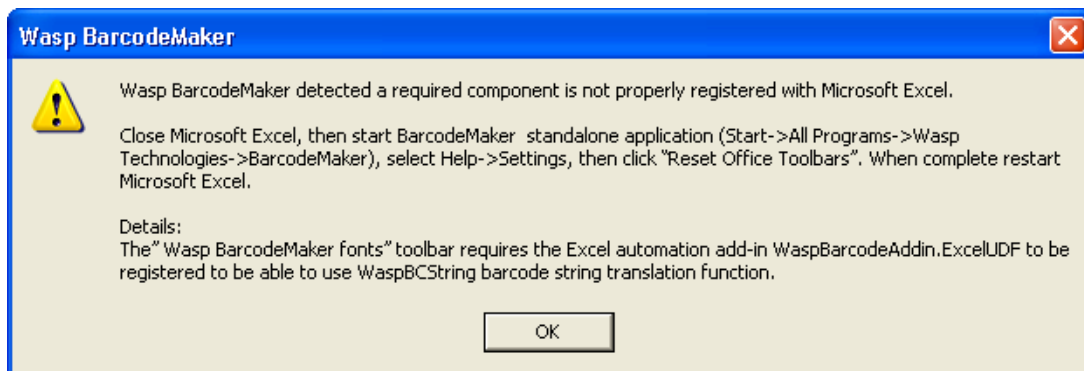 Wasp BarcodeMaker
Wasp BarcodeMaker detected a required component is not properly registered with Microsoft Excel.
Close Microsoft Excel, then start BarcodeMaker  standalone application (Start->All Programs->Wasp
Technologies->BarcodeMaker), select Help->Settings, then click “Reset Office Toolbars”. When complete restart
Microsoft Excel.
Details:
The” Wasp BarcodeMaker fonts” toolbar requires the Excel automation add-in WaspBarcodeAddin.ExcelUDF to be
registered to be able to use WaspBCString barcode string translation function.
OK